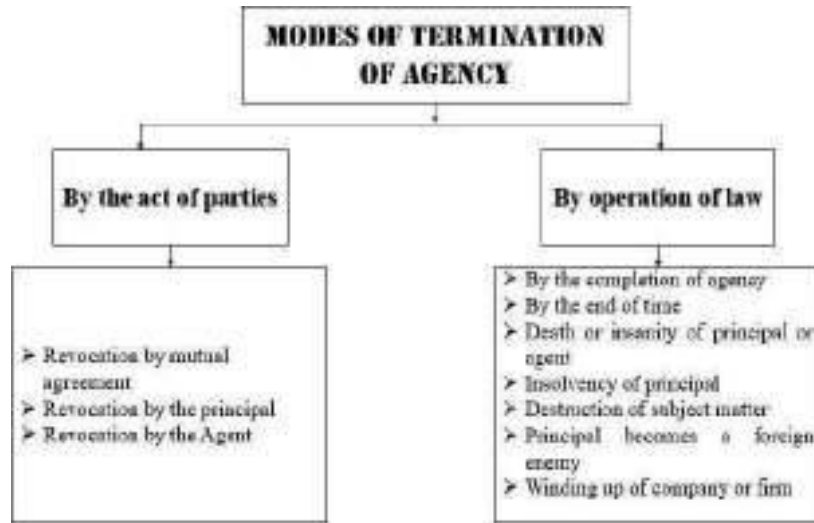 MODES OF TERMINATION
OF AGENCY
By the act of parties
By operation of law
➤ Revocation by mutual
agreement
➤ Revocation by the principal
➤ Revocation by the Agent
➤ By the completion of agency
➤ By the end of time
➤ Death or insanity of principal or
agent
➤ Insolvency of principal
➤ Destruction of subject matter
➤ Principal becomes a foreign
enemy
➤ Winding up of company or firm